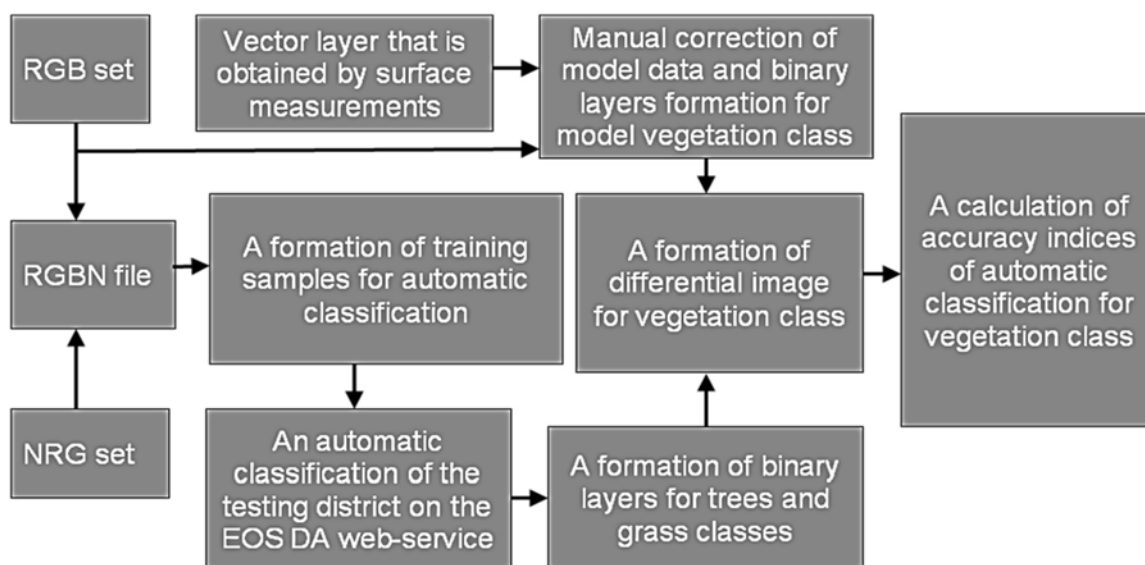 RGB set
Vector layer that is
obtained by surface
measurements
Manual correction of
model data and binary
layers formation for
model vegetation class
RGBN file
A formation of training
samples for automatic
classification
A formation of
differential image
for vegetation class
A calculation of
accuracy indices
of automatic
classification for
vegetation class
NRG set
An automatic
classification of the
testing district on the
EOS DA web-service
A formation of binary
layers for trees and
grass classes